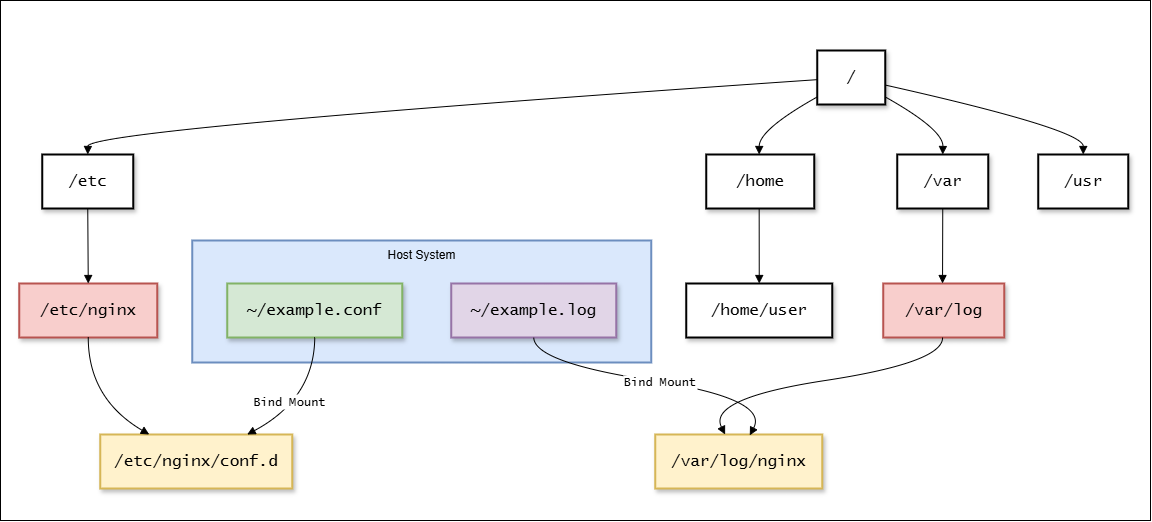 /
/etc
/home
/var
/usr
Host System
/etc/nginx
~/example.conf
~/example.log
/home/user
/var/log
Bind Mount
Bind Mount
/etc/nginx/conf.d
/var/log/nginx